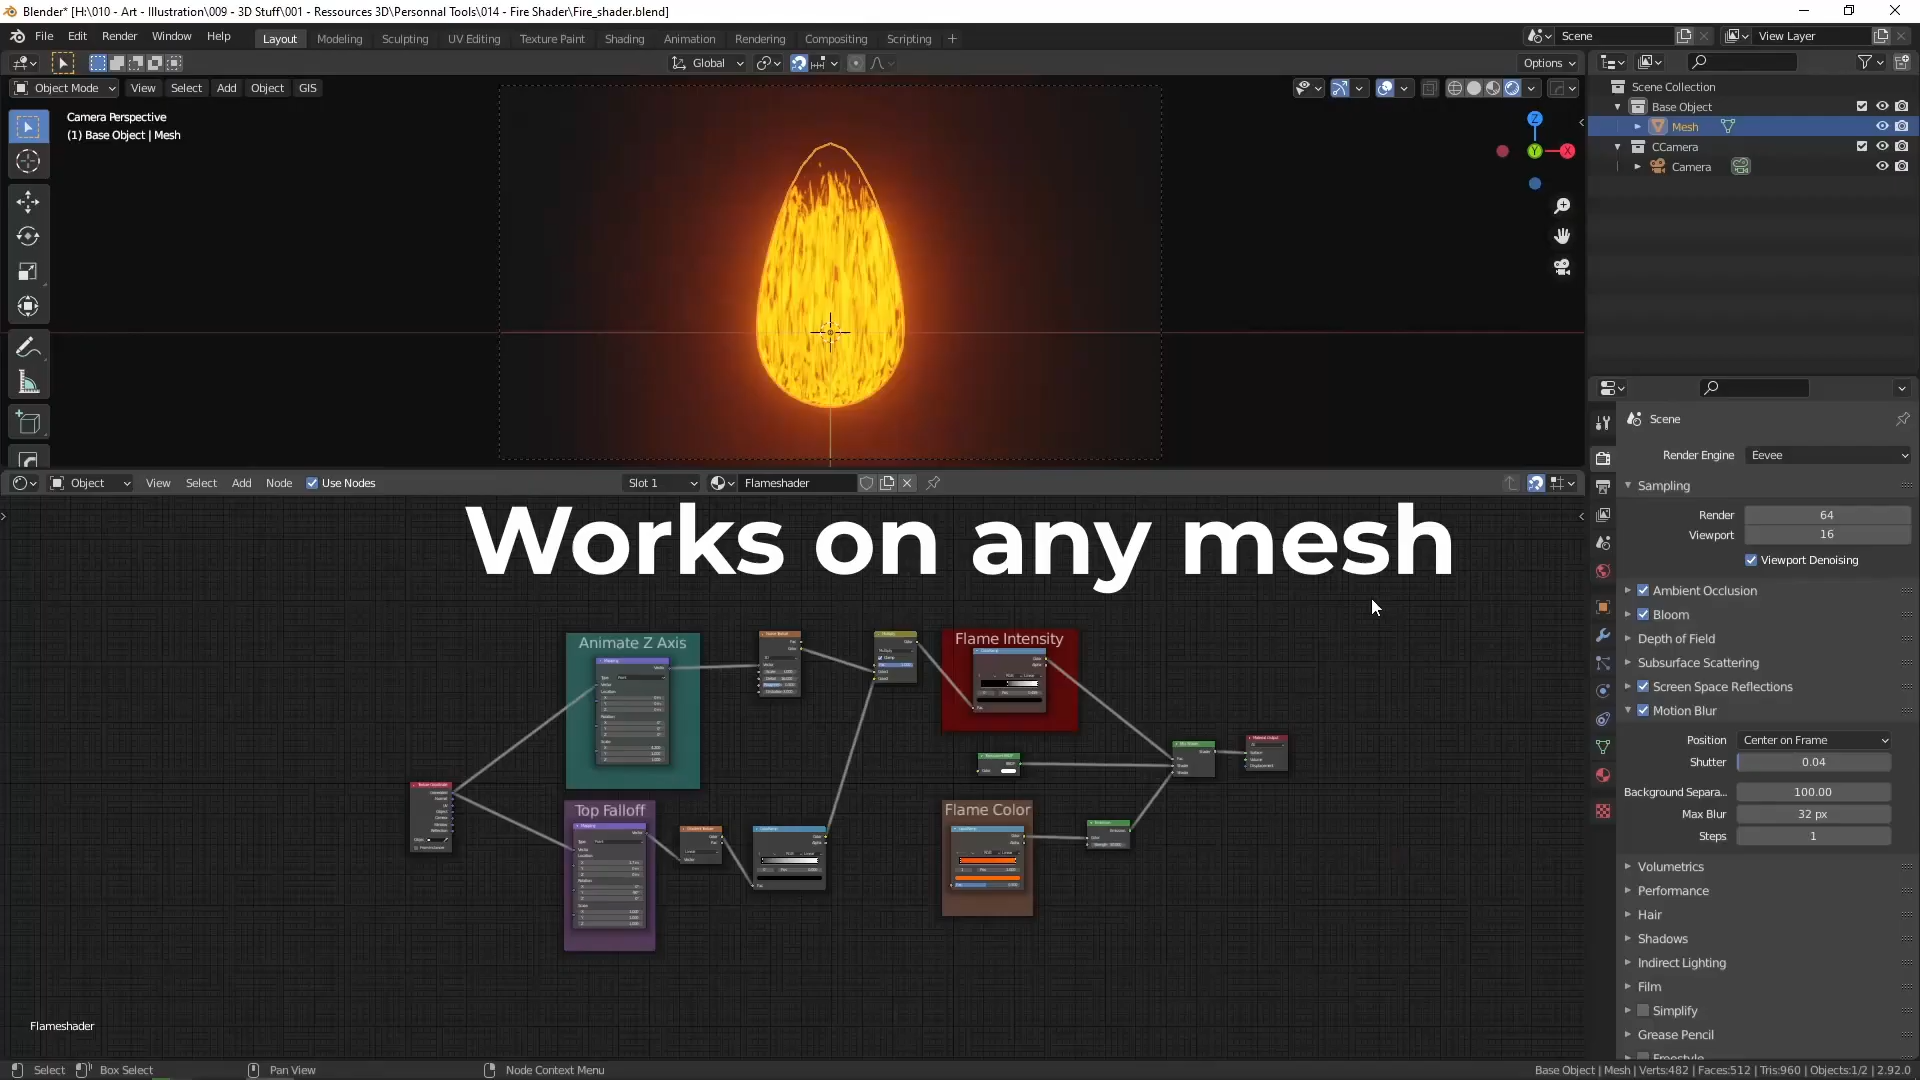 Blender* [H:\010 - Art - Illustration\009 - 3D Stuff\001 - Ressources 3D\Personnal Tools\014 - Fire Shader\Fire_shader.blend]
File Edit Render Window Help Layout Modeling Sculpting UV Editing Texture Paint Shading Animation Rendering Compositing Scripting + Scene View Layer
Global Options
Object Mode View Select Add Object GIS
Camera Perspective
(1) Base Object | Mesh
Z
Y X
Scene Collection
Base Object
Mesh
CCamera
Camera
Scene
Render Engine Eevee
Sampling
Render 64
Viewport 16
Viewport Denoising
Ambient Occlusion
Bloom
Depth of Field
Subsurface Scattering
Screen Space Reflections
Motion Blur
Position Center on Frame
Shutter 0.04
Background Separa... 100.00
Max Blur 32 px
Steps 1
Volumetrics
Performance
Hair
Shadows
Indirect Lighting
Film
Simplify
Grease Pencil
Freestyle
Object View Select Add Node Use Nodes Slot 1 Flameshader
Works on any mesh
Animate Z Axis
Flame Intensity
Top Falloff
Flame Color
Flameshader
Select Box Select Pan View Node Context Menu
Base Object | Mesh | Verts:482 | Faces:512 | Tris:960 | Objects:1/2 | 2.92.0